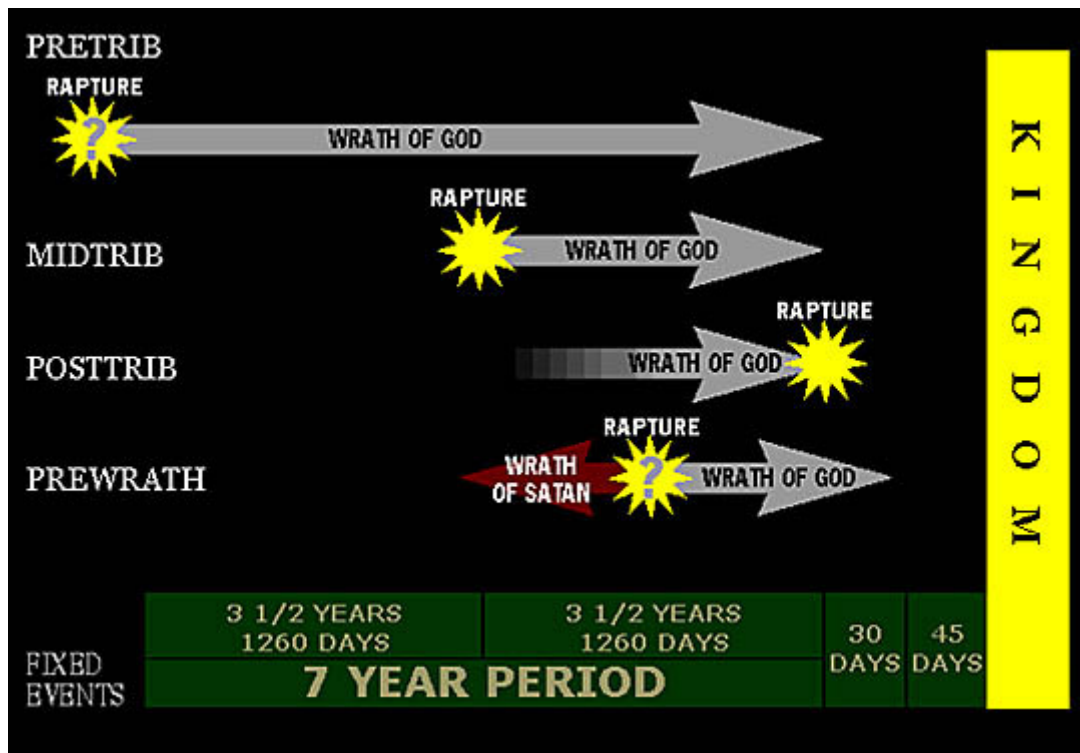 PRETRIB
RAPTURE
?
WRATH OF GOD
RAPTURE
MIDTRIB
WRATH OF GOD
RAPTURE
POSTTRIB
WRATH OF GOD
RAPTURE
PREWRATH
WRATH
OF SATAN
?
WRATH OF GOD
KINGDOM
FIXED
EVENTS
3 1/2 YEARS
1260 DAYS
3 1/2 YEARS
1260 DAYS
30
DAYS
45
DAYS
7 YEAR PERIOD